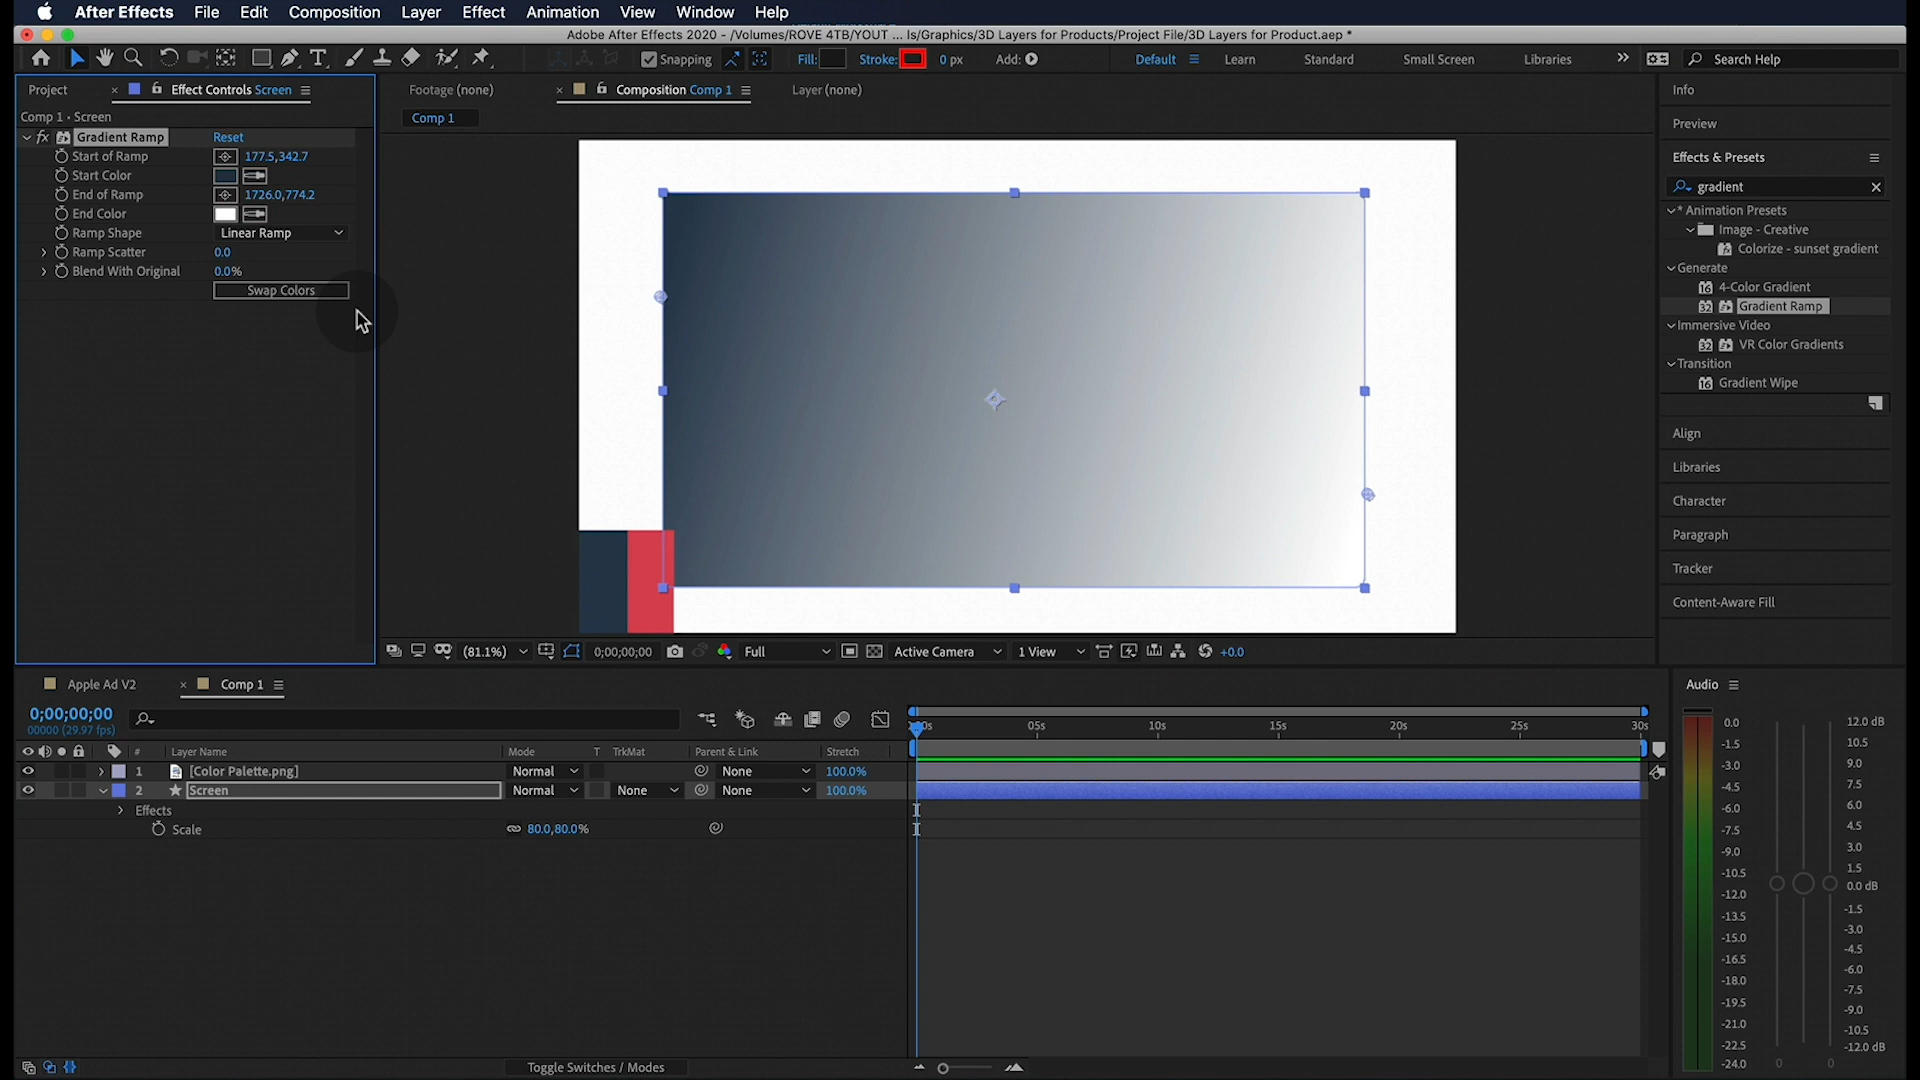 After Effects File Edit Composition Layer Effect Animation View Window Help
Adobe After Effects 2020 - /Volumes/ROVE 4TB/YOUT ... ls/Graphics/3D Layers for Products/Project File/3D Layers for Product.aep *
Snapping Fill: Stroke: 0 px Add: Default Learn Standard Small Screen Libraries Search Help
Project Effect Controls Screen
Comp 1 • Screen
fx Gradient Ramp Reset
Start of Ramp 177.5,342.7
Start Color
End of Ramp 1726.0,774.2
End Color
Ramp Shape Linear Ramp
Ramp Scatter 0.0
Blend With Original 0.0%
Swap Colors
Footage (none) Composition Comp 1 Layer (none)
Comp 1
(81.1%) 0;00;00;00 Full Active Camera 1 View +0.0
Info
Preview
Effects & Presets
gradient
* Animation Presets
Image - Creative
Colorize - sunset gradient
Generate
16 4-Color Gradient
32 Gradient Ramp
Immersive Video
32 VR Color Gradients
Transition
16 Gradient Wipe
Align
Libraries
Character
Paragraph
Tracker
Content-Aware Fill
Apple Ad V2 Comp 1
0;00;00;00
00000 (29.97 fps)
# Layer Name Mode T TrkMat Parent & Link Stretch
1 [Color Palette.png] Normal None 100.0%
2 Screen Normal None None 100.0%
Effects
Scale 80.0,80.0%
05s 10s 15s 20s 25s 30s
Toggle Switches / Modes
Audio
0.0
-1.5
-3.0
-4.5
-6.0
-7.5
-9.0
-10.5
-12.0
-13.5
-15.0
-16.5
-18.0
-19.5
-21.0
-22.5
-24.0
12.0 dB
10.5
9.0
7.5
6.0
4.5
3.0
1.5
0.0 dB
-1.5
-3.0
-4.5
-6.0
-7.5
-9.0
-10.5
-12.0 dB
0 0